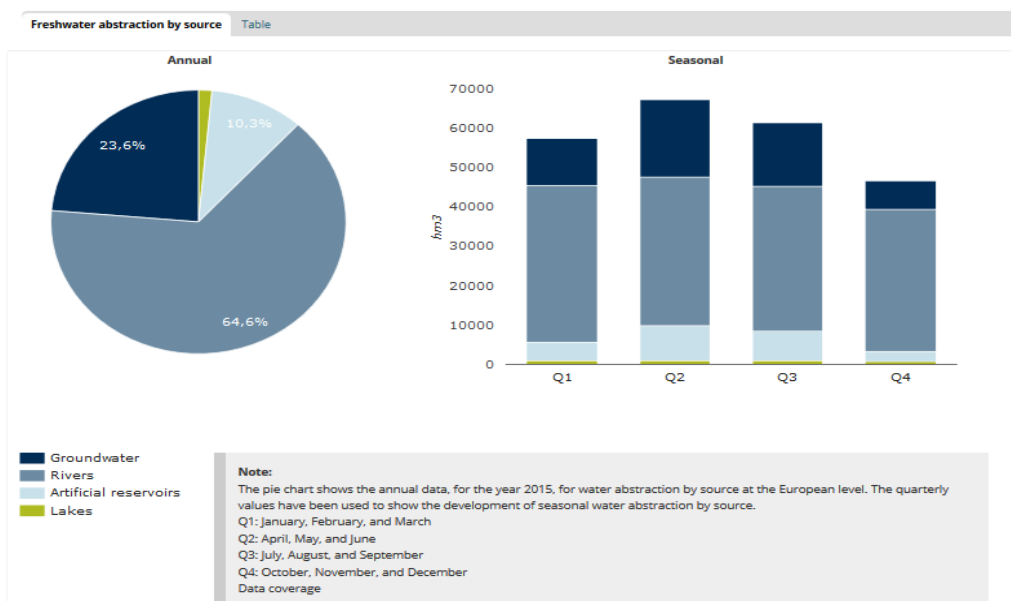 Freshwater abstraction by source
Table
Annual
Seasonal
10.3%
23,6%
64,6%
70000
60000
50000
40000
30000
20000
10000
0
hm3
Q1
Q2
Q3
Q4
Groundwater
Rivers
Artificial reservoirs
Lakes
Note:
The pie chart shows the annual data, for the year 2015, for water abstraction by source at the European level. The quarterly
values have been used to show the development of seasonal water abstraction by source.
Q1: January, February, and March
Q2: April, May, and June
Q3: July, August, and September
Q4: October, November, and December
Data coverage